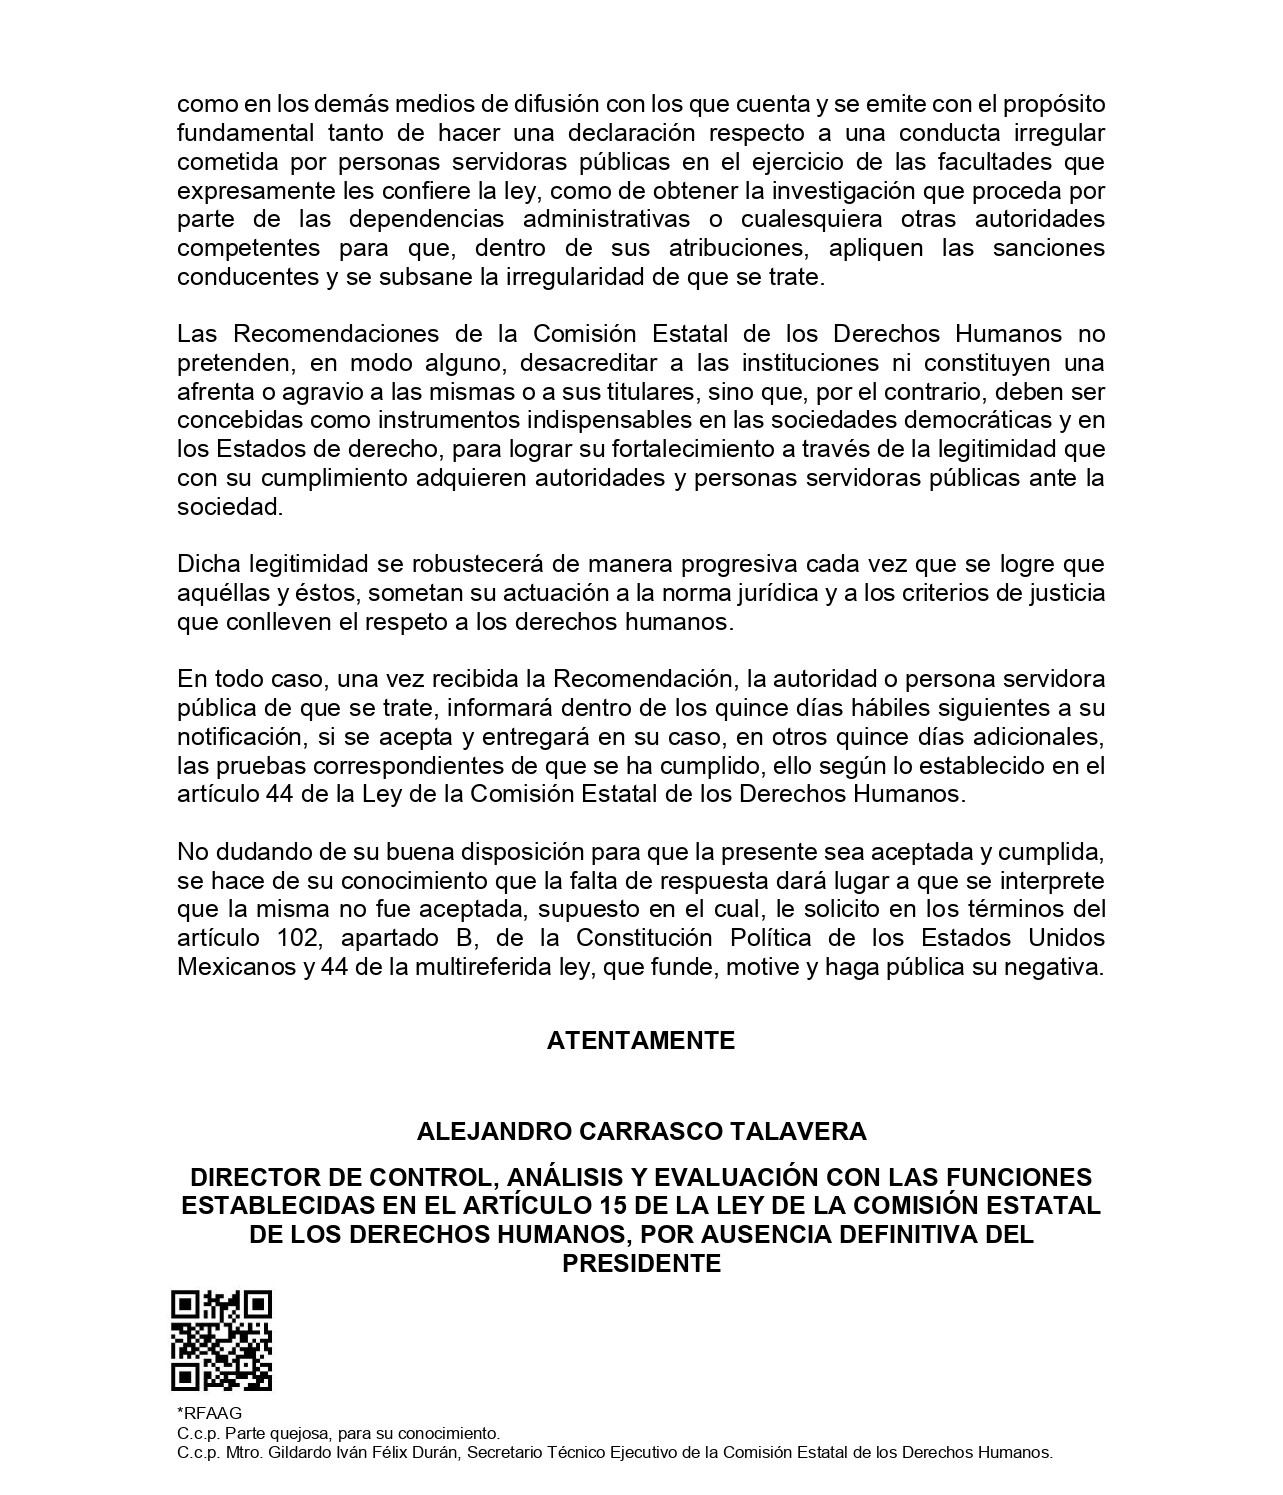 como en los demás medios de difusión con los que cuenta y se emite con el propósito
fundamental tanto de hacer una declaración respecto a una conducta irregular
cometida por personas servidoras públicas en el ejercicio de las facultades que
expresamente les confiere la ley, como de obtener la investigación que proceda por
parte de las dependencias administrativas o cualesquiera otras autoridades
competentes para que, dentro de sus atribuciones, apliquen las sanciones
conducentes y se subsane la irregularidad de que se trate.
Las Recomendaciones de la Comisión Estatal de los Derechos Humanos no
pretenden, en modo alguno, desacreditar a las instituciones ni constituyen una
afrenta o agravio a las mismas o a sus titulares, sino que, por el contrario, deben ser
concebidas como instrumentos indispensables en las sociedades democráticas y en
los Estados de derecho, para lograr su fortalecimiento a través de la legitimidad que
con su cumplimiento adquieren autoridades y personas servidoras públicas ante la
sociedad.
Dicha legitimidad se robustecerá de manera progresiva cada vez que se logre que
aquéllas y éstos, sometan su actuación a la norma jurídica y a los criterios de justicia
que conlleven el respeto a los derechos humanos.
En todo caso, una vez recibida la Recomendación, la autoridad o persona servidora
pública de que se trate, informará dentro de los quince días hábiles siguientes a su
notificación, si se acepta y entregará en su caso, en otros quince días adicionales,
las pruebas correspondientes de que se ha cumplido, ello según lo establecido en el
artículo 44 de la Ley de la Comisión Estatal de los Derechos Humanos.
No dudando de su buena disposición para que la presente sea aceptada y cumplida,
se hace de su conocimiento que la falta de respuesta dará lugar a que se interprete
que la misma no fue aceptada, supuesto en el cual, le solicito en los términos del
artículo 102, apartado B, de la Constitución Política de los Estados Unidos
Mexicanos y 44 de la multireferida ley, que funde, motive y haga pública su negativa.
ATENTAMENTE
ALEJANDRO CARRASCO TALAVERA
DIRECTOR DE CONTROL, ANÁLISIS Y EVALUACIÓN CON LAS FUNCIONES
ESTABLECIDAS EN EL ARTÍCULO 15 DE LA LEY DE LA COMISIÓN ESTATAL
DE LOS DERECHOS HUMANOS, POR AUSENCIA DEFINITIVA DEL
PRESIDENTE
*RFAAG
C.c.p. Parte quejosa, para su conocimiento.
C.c.p. Mtro. Gildardo Iván Félix Durán, Secretario Técnico Ejecutivo de la Comisión Estatal de los Derechos Humanos.